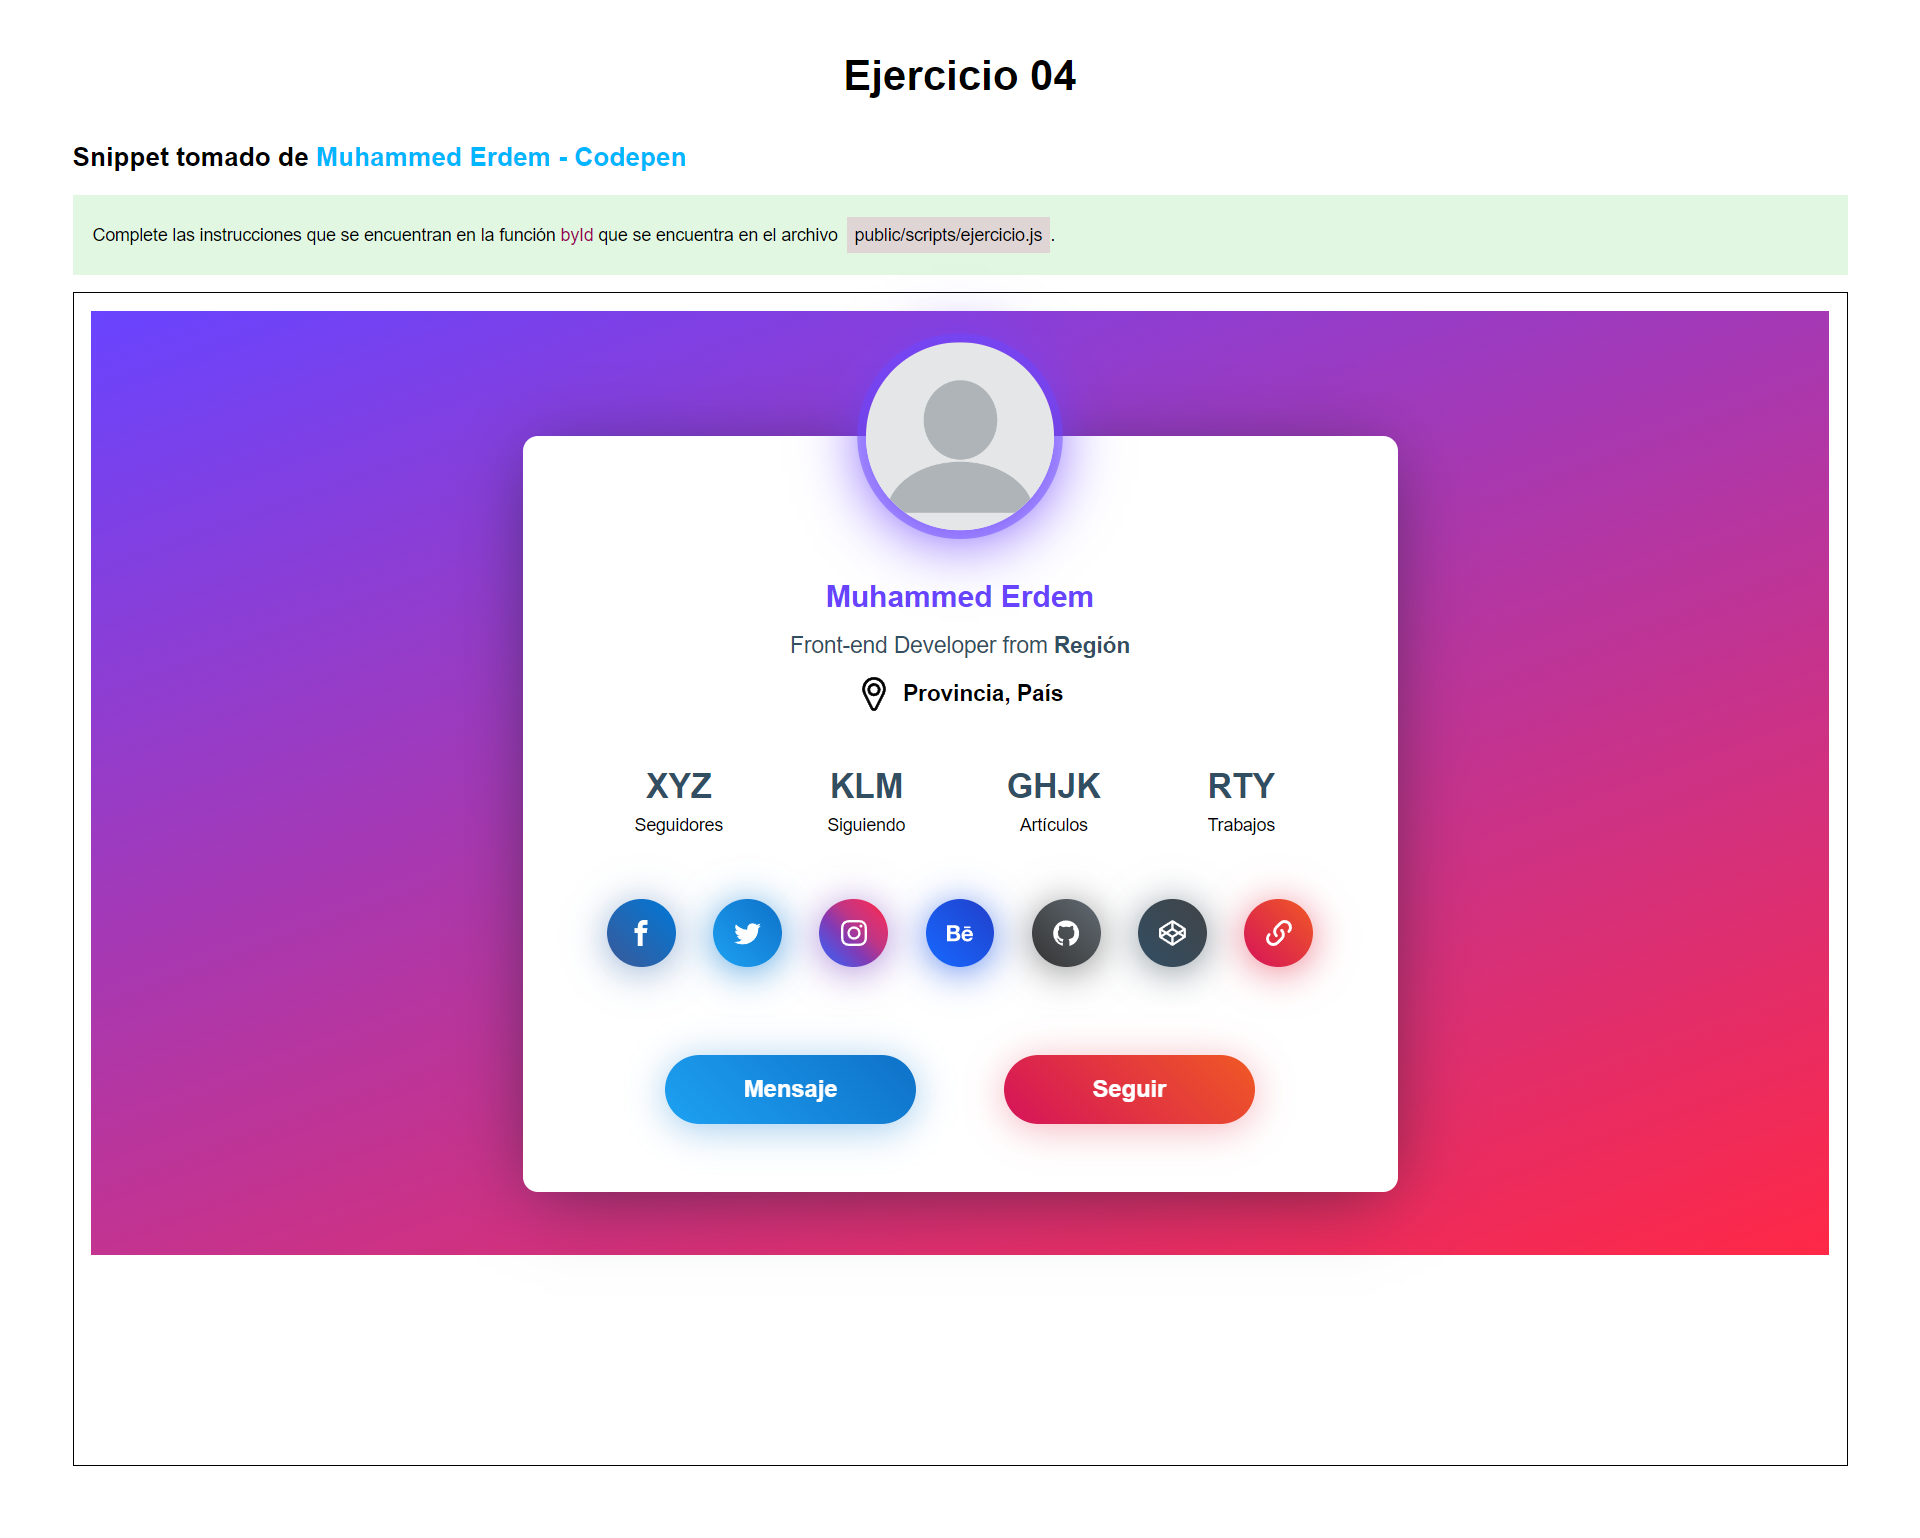 Ejercicio 04
Snippet tomado de Muhammed Erdem - Codepen
Complete las instrucciones que se encuentran en la función byId que se encuentra en el archivo public/scripts/ejercicio.js .
Muhammed Erdem
Front-end Developer from Región
Provincia, País
XYZ KLM GHJK RTY
Seguidores Siguiendo Artículos Trabajos
Bē
Mensaje Seguir